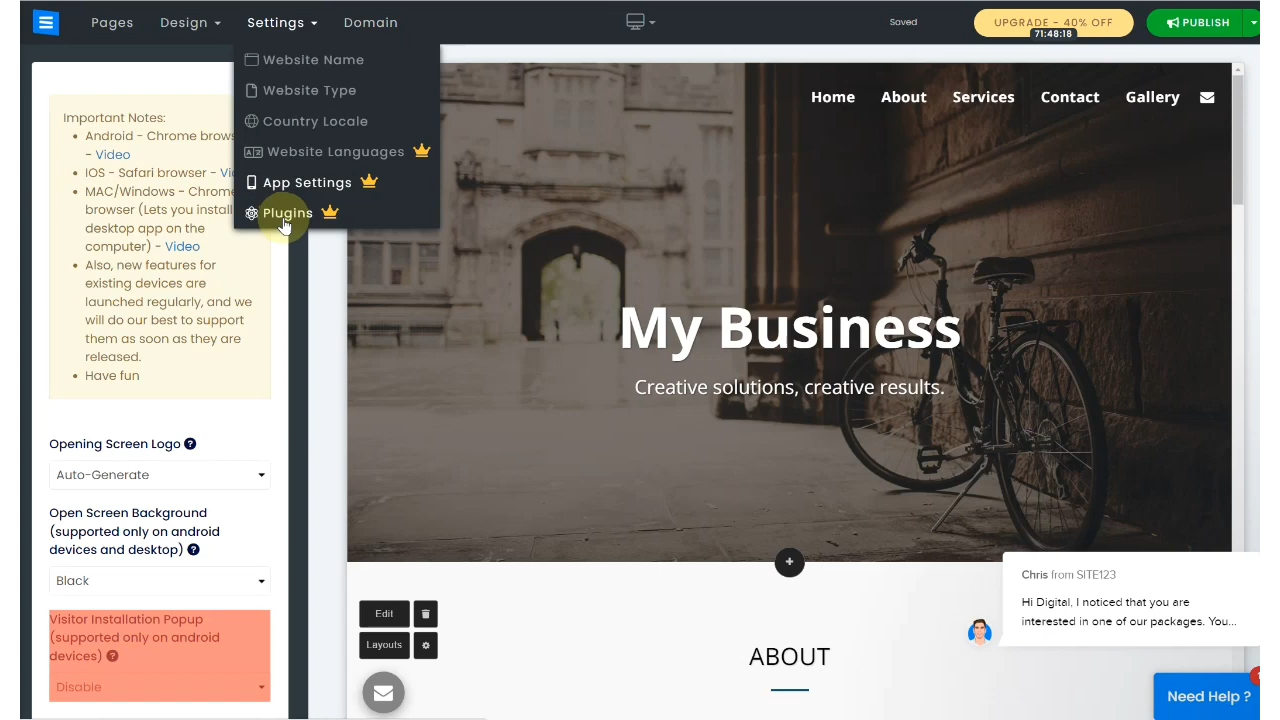 Pages
Design
Settings
Domain
Saved
UPGRADE - 40% OFF
71:48:18
PUBLISH
Website Name
Website Type
Country Locale
Website Languages
App Settings
Plugins
Important Notes:
Android - Chrome brows
- Video
IOS - Safari browser - Vi
MAC/Windows - Chrome
browser (Lets you install
desktop app on the
computer) - Video
Also, new features for
existing devices are
launched regularly, and we
will do our best to support
them as soon as they are
released.
Have fun
Opening Screen Logo ?
Auto-Generate
Open Screen Background
(supported only on android
devices and desktop) ?
Black
Visitor Installation Popup
(supported only on android
devices) ?
Disable
Home About Services Contact Gallery
My Business
Creative solutions, creative results.
+
Edit
Layouts
ABOUT
Chris from SITE123
Hi Digital, I noticed that you are
interested in one of our packages. You...
Need Help ?